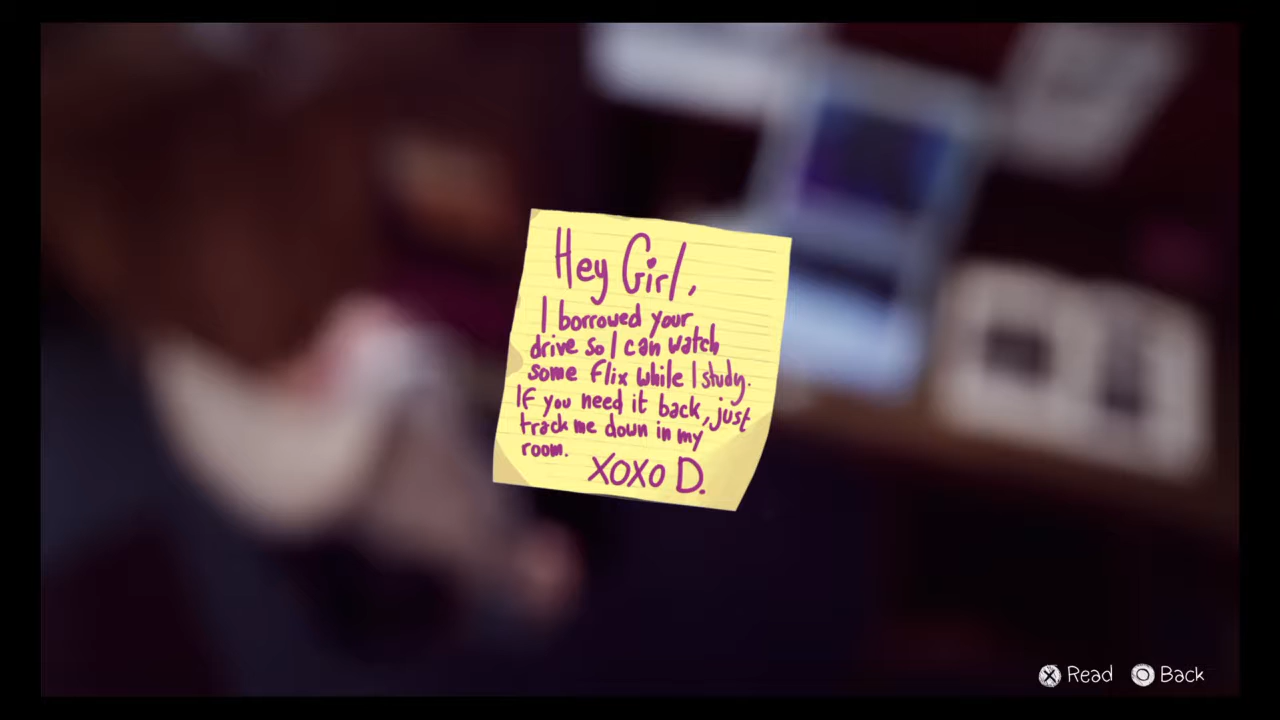 Hey Girl,
I borrowed your
drive so I can watch
some flix while I study.
If you need it back, just
track me down in my
room.
XOXO D.
Read Back